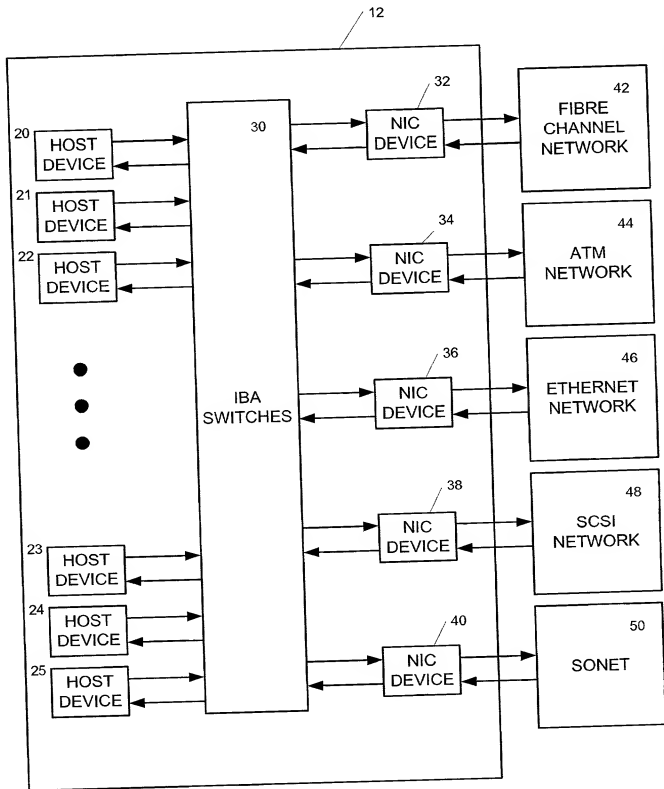 12
20
HOST
DEVICE
21
HOST
DEVICE
22
HOST
DEVICE
23
HOST
DEVICE
24
HOST
DEVICE
25
HOST
DEVICE
30
IBA
SWITCHES
32
NIC
DEVICE
34
NIC
DEVICE
36
NIC
DEVICE
38
NIC
DEVICE
40
NIC
DEVICE
42
FIBRE
CHANNEL
NETWORK
44
ATM
NETWORK
46
ETHERNET
NETWORK
48
SCSI
NETWORK
50
SONET